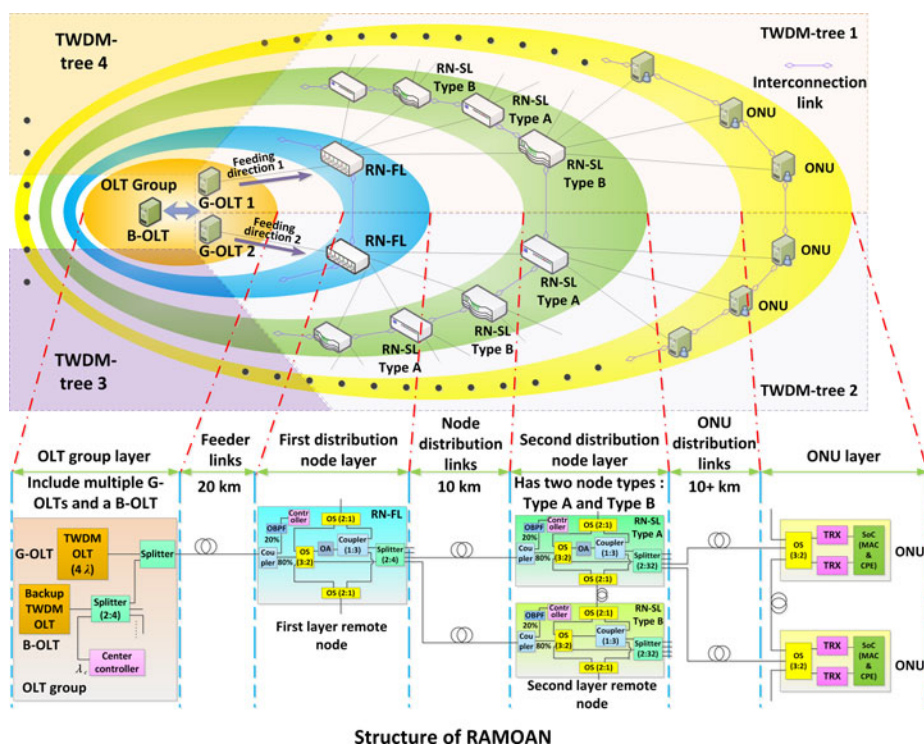 TWDM-
tree 4
TWDM-tree 1
Interconnection
link
RN-SL
Type B
RN-SL
Type A
RN-SL
Type B
ONU
ONU
OLT Group
B-OLT
G-OLT 1
G-OLT 2
Feeding
direction 1
Feeding
direction 2
RN-FL
RN-FL
RN-SL
Type A
RN-SL
Type B
RN-SL
Type A
ONU
ONU
TWDM-
tree 3
TWDM-tree 2
OLT group layer
Feeder
links
20 km
First distribution
node layer
Node
distribution
links
10 km
Second distribution
node layer
ONU
distribution
links
10+ km
ONU layer
Include multiple G-
OLTs and a B-OLT
Has two node types :
Type A and Type B
G-OLT
TWDM
OLT
(4 λ)
Splitter
Backup
TWDM
OLT
B-OLT
Splitter
(2:4)
Center
controller
OLT group
Contr
oller
OBPF
20%
Cou
pler
80%
OS (2:1)
RN-FL
OS
(3:2)
OA
Coupler
(1:3)
Splitter
(2:4)
OS (2:1)
First layer remote
node
Contr
oller
OBPF
20%
Cou
pler
80%
OS (2:1)
RN-SL
Type A
OS
(3:2)
OA
Coupler
(1:3)
Splitter
(2:32)
OS (2:1)
Contr
oller
OBPF
20%
Cou
pler
80%
OS (2:1)
RN-SL
Type B
OS
(3:2)
Coupler
(1:3)
Splitter
(2:32)
OS (2:1)
Second layer remote
node
OS
(3:2)
TRX
TRX
SoC
(MAC
&
CPE)
ONU
OS
(3:2)
TRX
TRX
SoC
(MAC
&
CPE)
ONU
Structure of RAMOAN